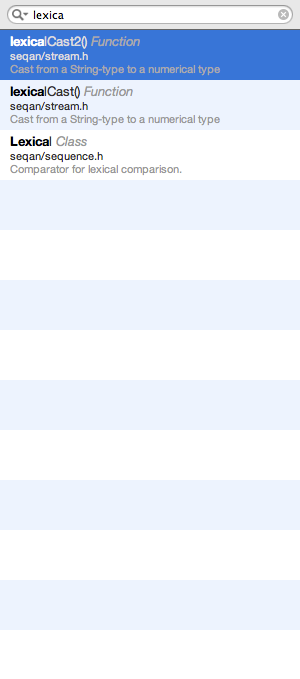 lexica
lexicalCast2() Function
seqan/stream.h
Cast from a String-type to a numerical type
lexicalCast() Function
seqan/stream.h
Cast from a String-type to a numerical type
Lexical Class
seqan/sequence.h
Comparator for lexical comparison.